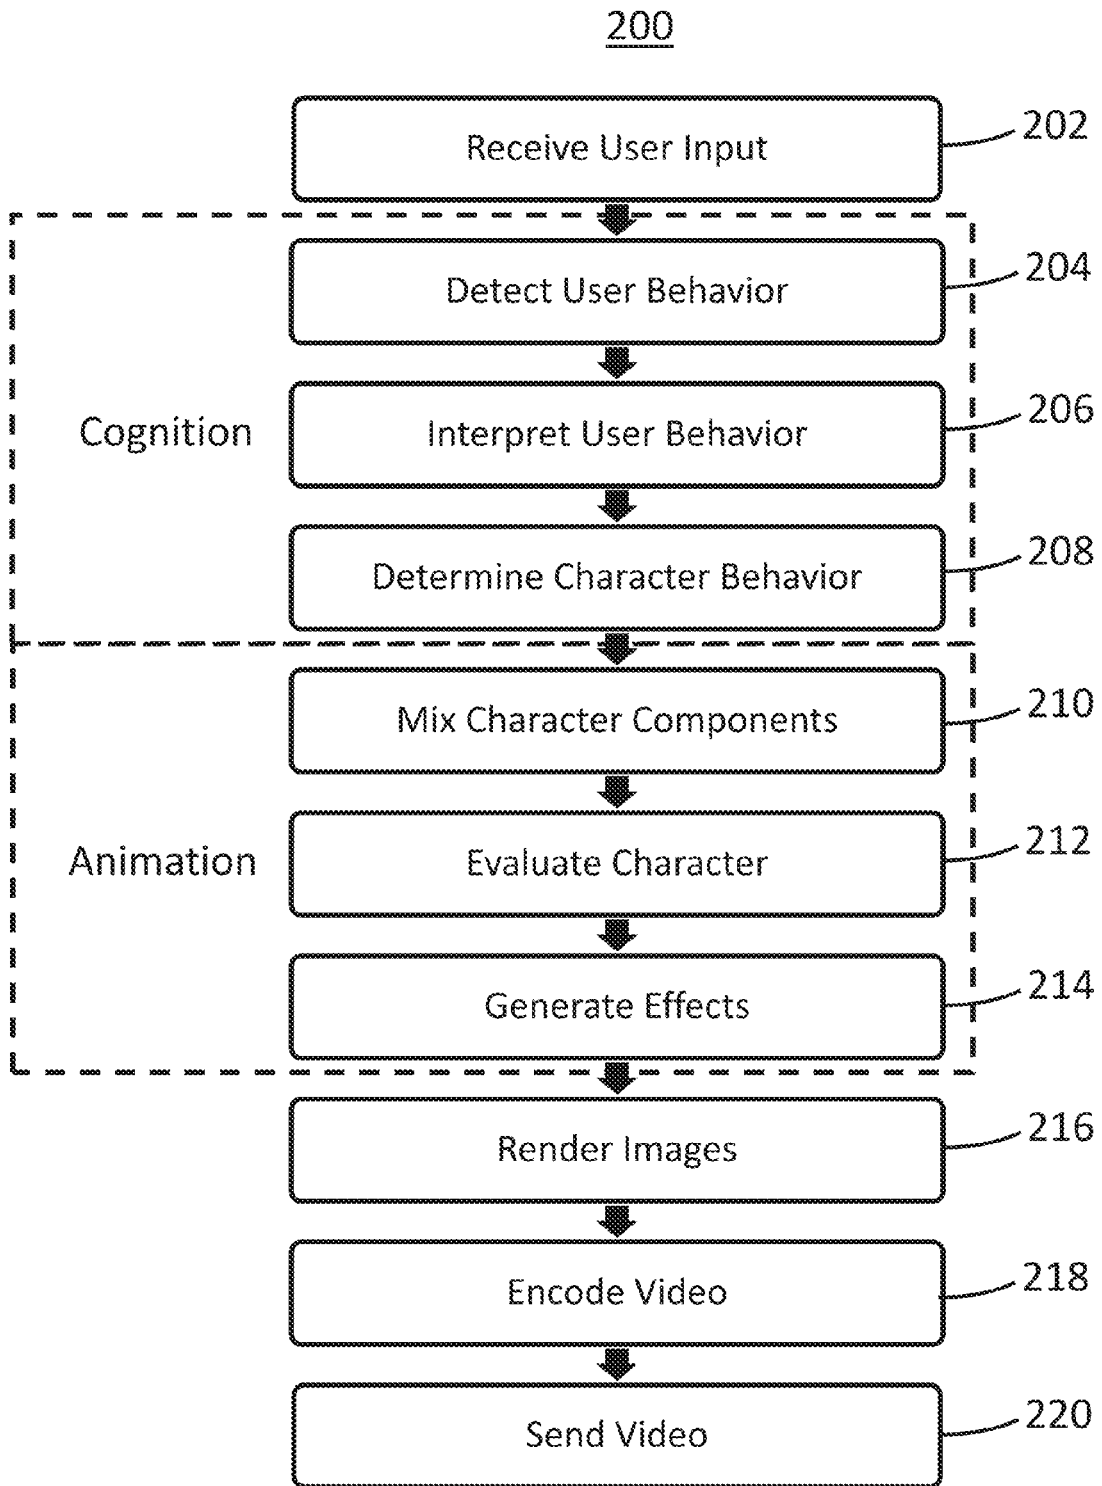 200
Receive User Input
202
Detect User Behavior
204
Cognition
Interpret User Behavior
206
Determine Character Behavior
208
Mix Character Components
210
Animation
Evaluate Character
212
Generate Effects
214
Render Images
216
Encode Video
218
Send Video
220